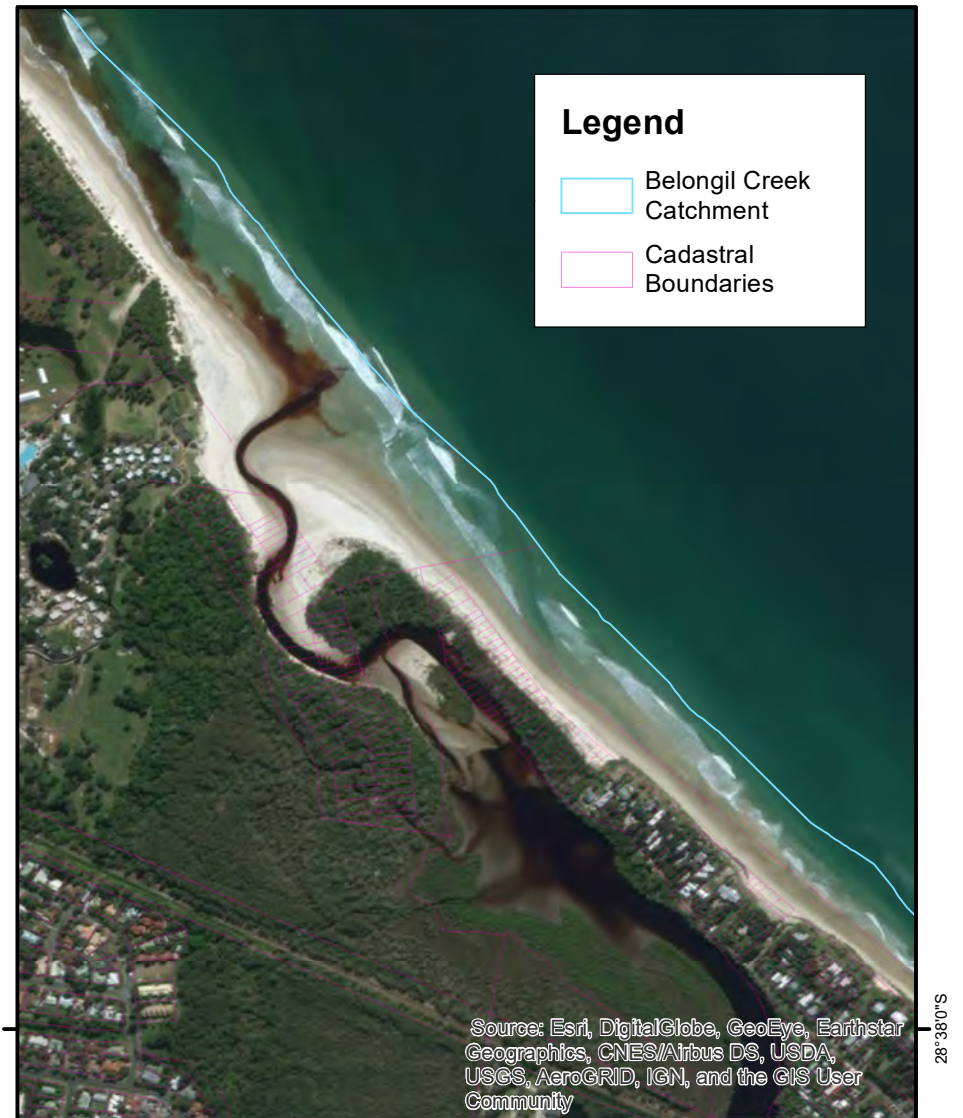 Legend
Belongil Creek
Catchment
Cadastral
Boundaries
28°38'0"S
Source: Esri, DigitalGlobe, GeoEye, Earthstar
Geographics, CNES/Airbus DS, USDA,
USGS, AeroGRID, IGN, and the GIS User
Community